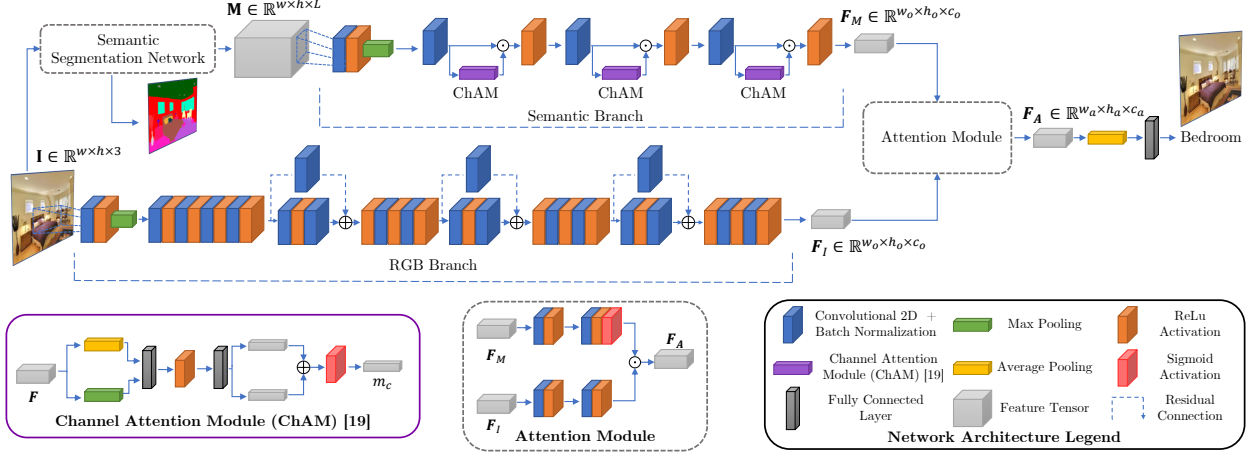 M ∈ ℝ^{w×h×L}
F_M ∈ ℝ^{w_o×h_o×c_o}
Semantic
Segmentation Network
ChAM
ChAM
ChAM
Semantic Branch
Attention Module
F_A ∈ ℝ^{w_a×h_a×c_a}
Bedroom
I ∈ ℝ^{w×h×3}
RGB Branch
F_I ∈ ℝ^{w_o×h_o×c_o}
F
m_c
Channel Attention Module (ChAM) [19]
F_M
F_A
F_I
Attention Module
Convolutional 2D +
Batch Normalization
Max Pooling
ReLu
Activation
Channel Attention
Module (ChAM) [19]
Average Pooling
Sigmoid
Activation
Fully Connected
Layer
Feature Tensor
Residual
Connection
Network Architecture Legend